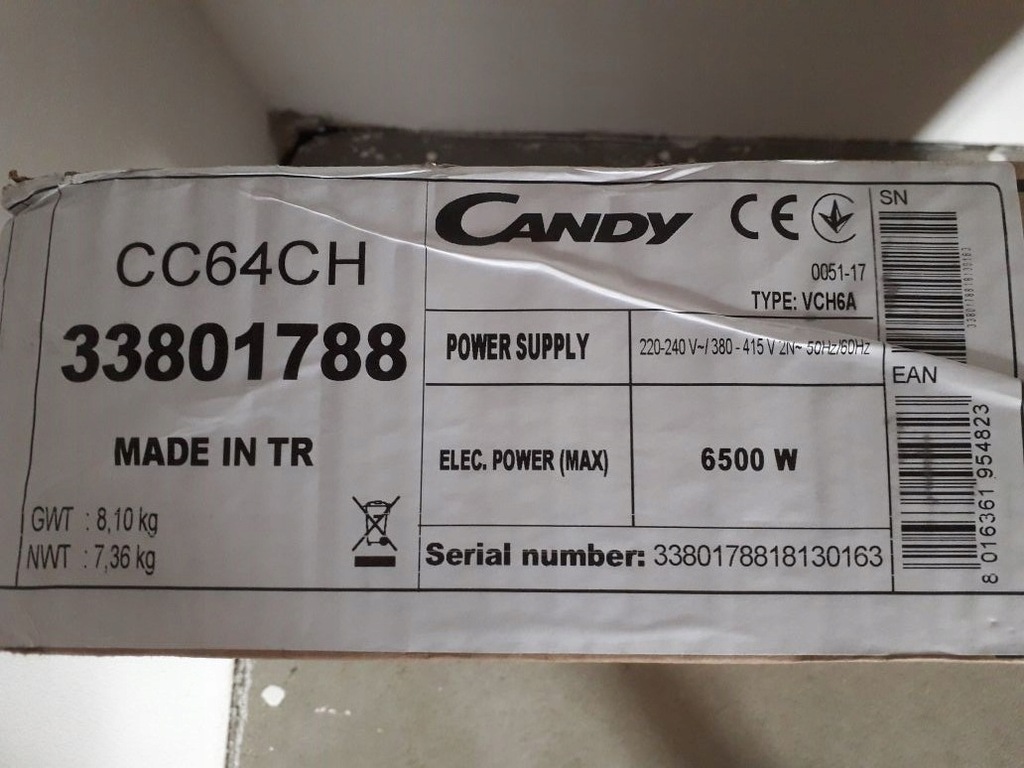 CC64CH
33801788
MADE IN TR
GWT : 8,10 kg
NWT : 7,36 kg
CANDY CE
0051-17
TYPE: VCH6A
POWER SUPPLY
220-240 V~/ 380 - 415 V 2N~ 50Hz/60Hz
ELEC. POWER (MAX)
6500 W
Serial number: 3380178818130163
SN
3380178818130163
EAN
8 016361 954823